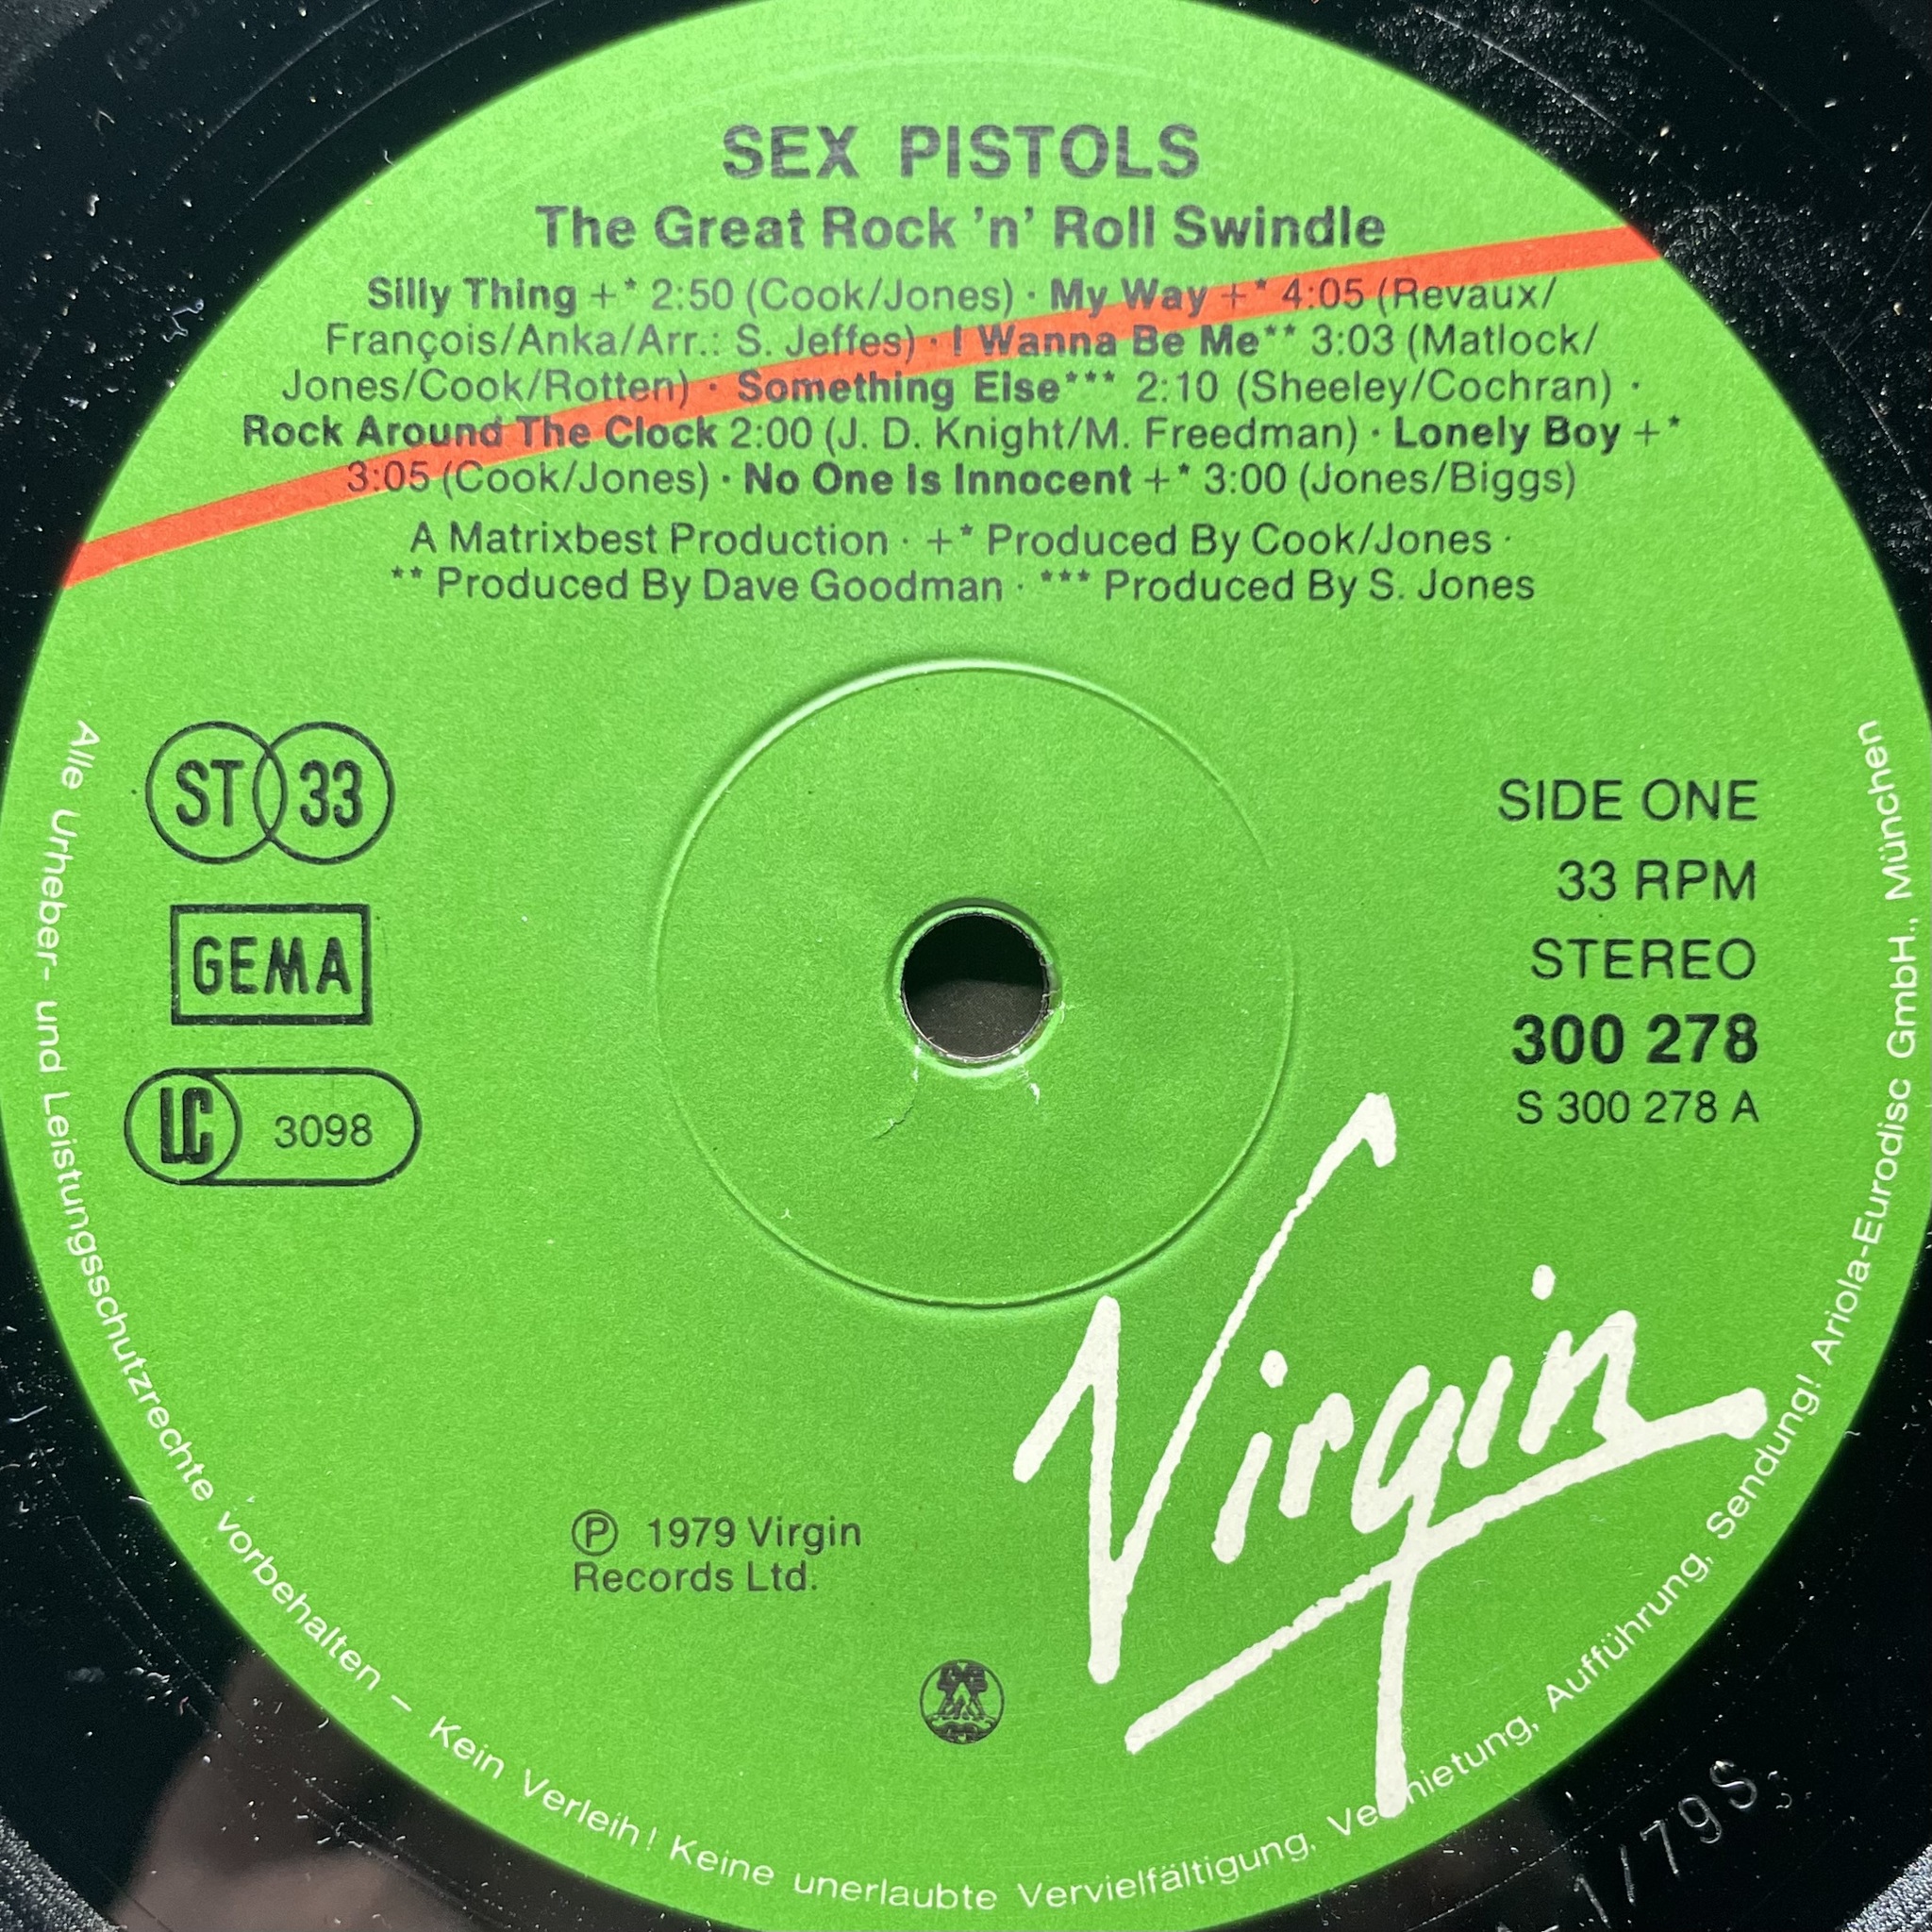 SEX PISTOLS
The Great Rock 'n' Roll Swindle
Silly Thing +* 2:50 (Cook/Jones) · My Way +* 4:05 (Revaux/
François/Anka/Arr.: S. Jeffes) · I Wanna Be Me** 3:03 (Matlock/
Jones/Cook/Rotten) · Something Else*** 2:10 (Sheeley/Cochran) ·
Rock Around The Clock 2:00 (J. D. Knight/M. Freedman) · Lonely Boy +*
3:05 (Cook/Jones) · No One Is Innocent +* 3:00 (Jones/Biggs)
A Matrixbest Production · +* Produced By Cook/Jones ·
** Produced By Dave Goodman · *** Produced By S. Jones
ST 33
GEMA
LC 3098
SIDE ONE
33 RPM
STEREO
300 278
S 300 278 A
Virgin
Ⓟ 1979 Virgin
Records Ltd.
Alle Urheber- und Leistungsschutzrechte vorbehalten – Kein Verleih! Keine unerlaubte Vervielfältigung, Vermietung, Aufführung, Sendung! Ariola-Eurodisc GmbH., München
1/79S